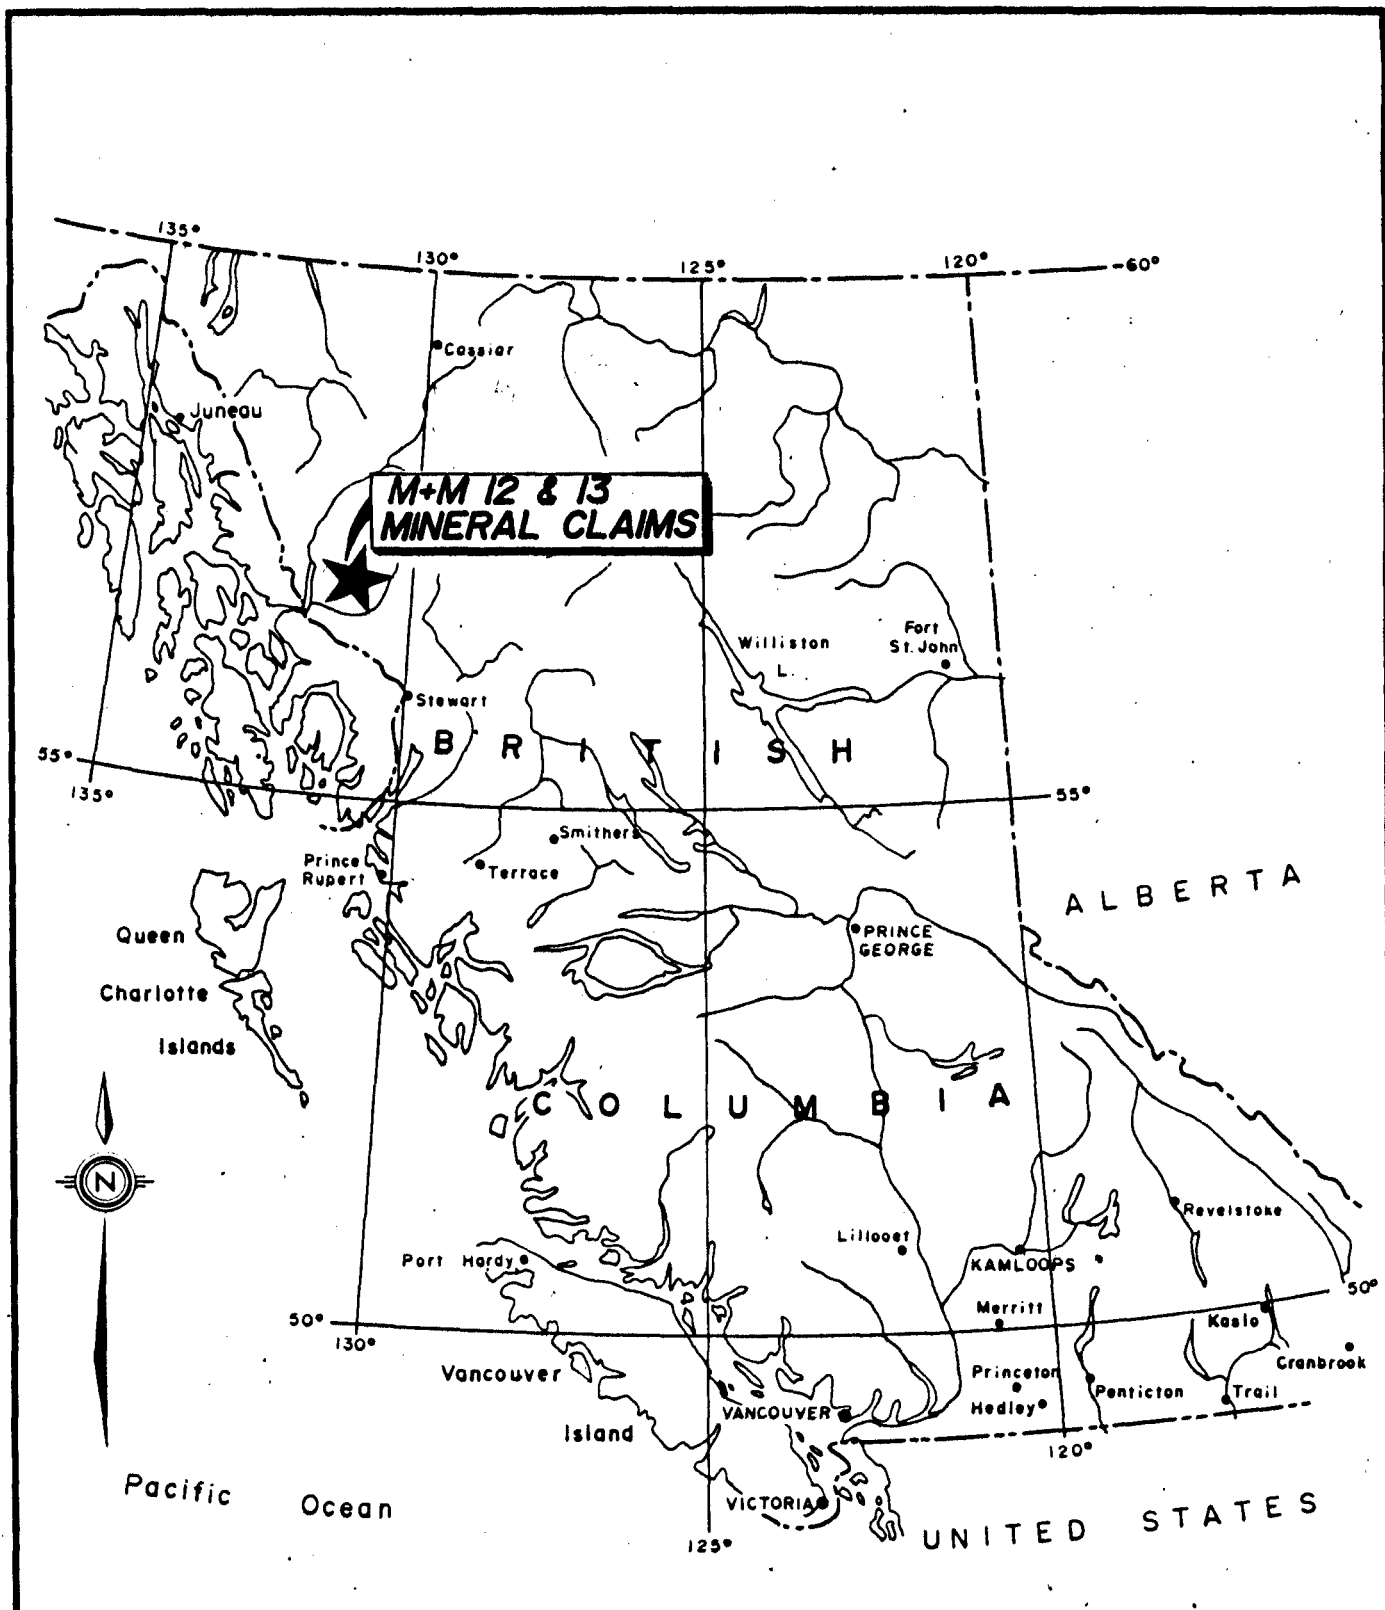 135°
130°
125°
120°
60°
Cassiar
Juneau
M+M 12 & 13
MINERAL CLAIMS
Fort
St. John
Williston
L.
Stewart
B R I T I S H
55°
135°
55°
Smithers
Prince
Rupert
Terrace
ALBERTA
PRINCE
GEORGE
Queen
Charlotte
Islands
C O L U M B I A
N
Revelstoke
Lillooet
Port Hardy
KAMLOOPS
50°
Merritt
Kaslo
50°
130°
Cranbrook
Vancouver
Island
Princeton
Penticton
Trail
Hedley
VANCOUVER
120°
Pacific Ocean
VICTORIA
UNITED STATES
125°